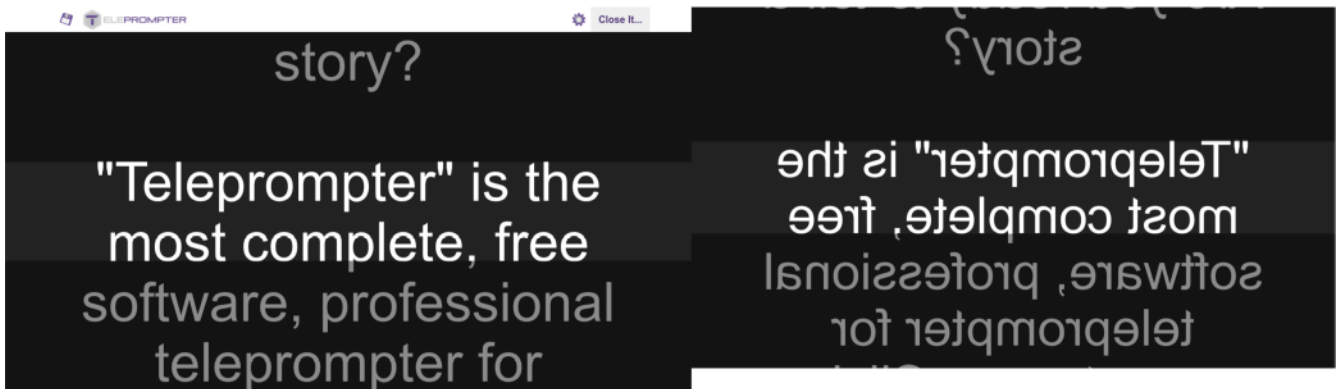 TELEPROMPTER
Close It...
story?
"Teleprompter" is the
most complete, free
software, professional
teleprompter for
story?
"Teleprompter" is the
most complete, free
software, professional
teleprompter for